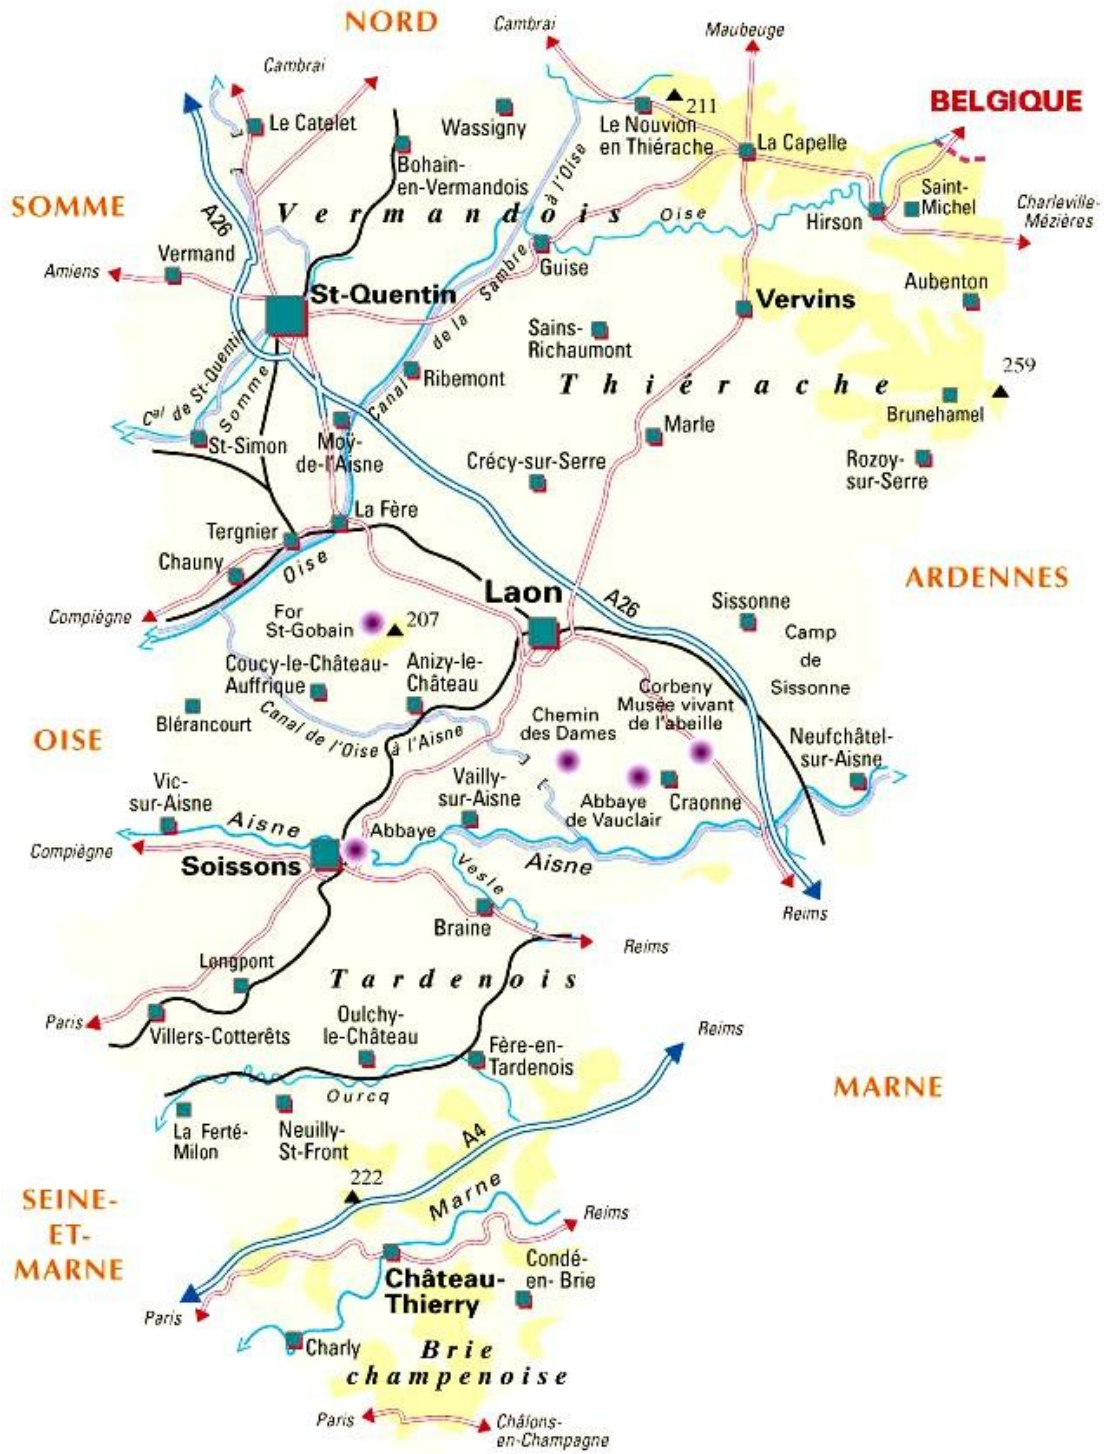 NORD
Cambrai
Maubeuge
Cambrai
BELGIQUE
211
Le Catelet
Wassigny
Le Nouvion
en Thiérache
La Capelle
Bohain-
en-Vermandois
SOMME
A26
Vermandois
à l'Oise
Oise
Hirson
Saint-
Michel
Charleville-
Mézières
Vermand
Amiens
Guise
Sambre
de la
Canal
Aubenton
St-Quentin
Vervins
Sains-
Richaumont
Cal de St-Quentin
Somme
Ribemont
Thiérache
259
Brunehamel
St-Simon
Moÿ-
de-l'Aisne
Marle
Crécy-sur-Serre
Rozoy-
sur-Serre
La Fère
Tergnier
Chauny
Oise
ARDENNES
Laon
A26
Sissonne
Compiègne
For
St-Gobain
207
Camp
de
Sissonne
Coucy-le-Château-
Auffrique
Anizy-le-
Château
Corbeny
Musée vivant
de l'abeille
Blérancourt
Canal de l'Oise à l'Aisne
Chemin
des Dames
OISE
Neufchâtel-
sur-Aisne
Vic-
sur-Aisne
Vailly-
sur-Aisne
Abbaye
de Vauclair
Craonne
Aisne
Abbaye
Compiègne
Soissons
Vesle
Aisne
Reims
Braine
Reims
Longpont
Tardenois
Paris
Villers-Cotterêts
Oulchy-
le-Château
Reims
Fère-en-
Tardenois
MARNE
Ourcq
La Ferté-
Milon
Neuilly-
St-Front
A4
222
SEINE-
ET-
MARNE
Marne
Reims
Condé-
en- Brie
Château-
Thierry
Paris
Charly
Brie
champenoise
Paris
Châlons-
en-Champagne